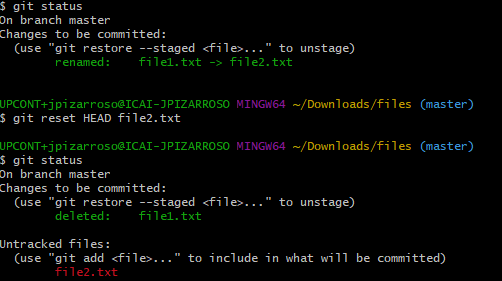 $ git status
On branch master
Changes to be committed:
  (use "git restore --staged <file>..." to unstage)
        renamed:    file1.txt -> file2.txt
UPCONT+jpizarroso@ICAI-JPIZARROSO MINGW64 ~/Downloads/files (master)
$ git reset HEAD file2.txt
UPCONT+jpizarroso@ICAI-JPIZARROSO MINGW64 ~/Downloads/files (master)
$ git status
On branch master
Changes to be committed:
  (use "git restore --staged <file>..." to unstage)
        deleted:    file1.txt
Untracked files:
  (use "git add <file>..." to include in what will be committed)
        file2.txt